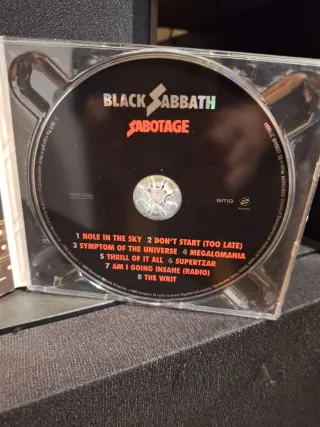 BLACK SABBATH
SABOTAGE
BMG
1 HOLE IN THE SKY 2 DON'T START (TOO LATE)
3 SYMPTOM OF THE UNIVERSE 4 MEGALOMANIA
5 THRILL OF IT ALL 6 SUPERTZAR
7 AM I GOING INSANE (RADIO)
8 THE WRIT